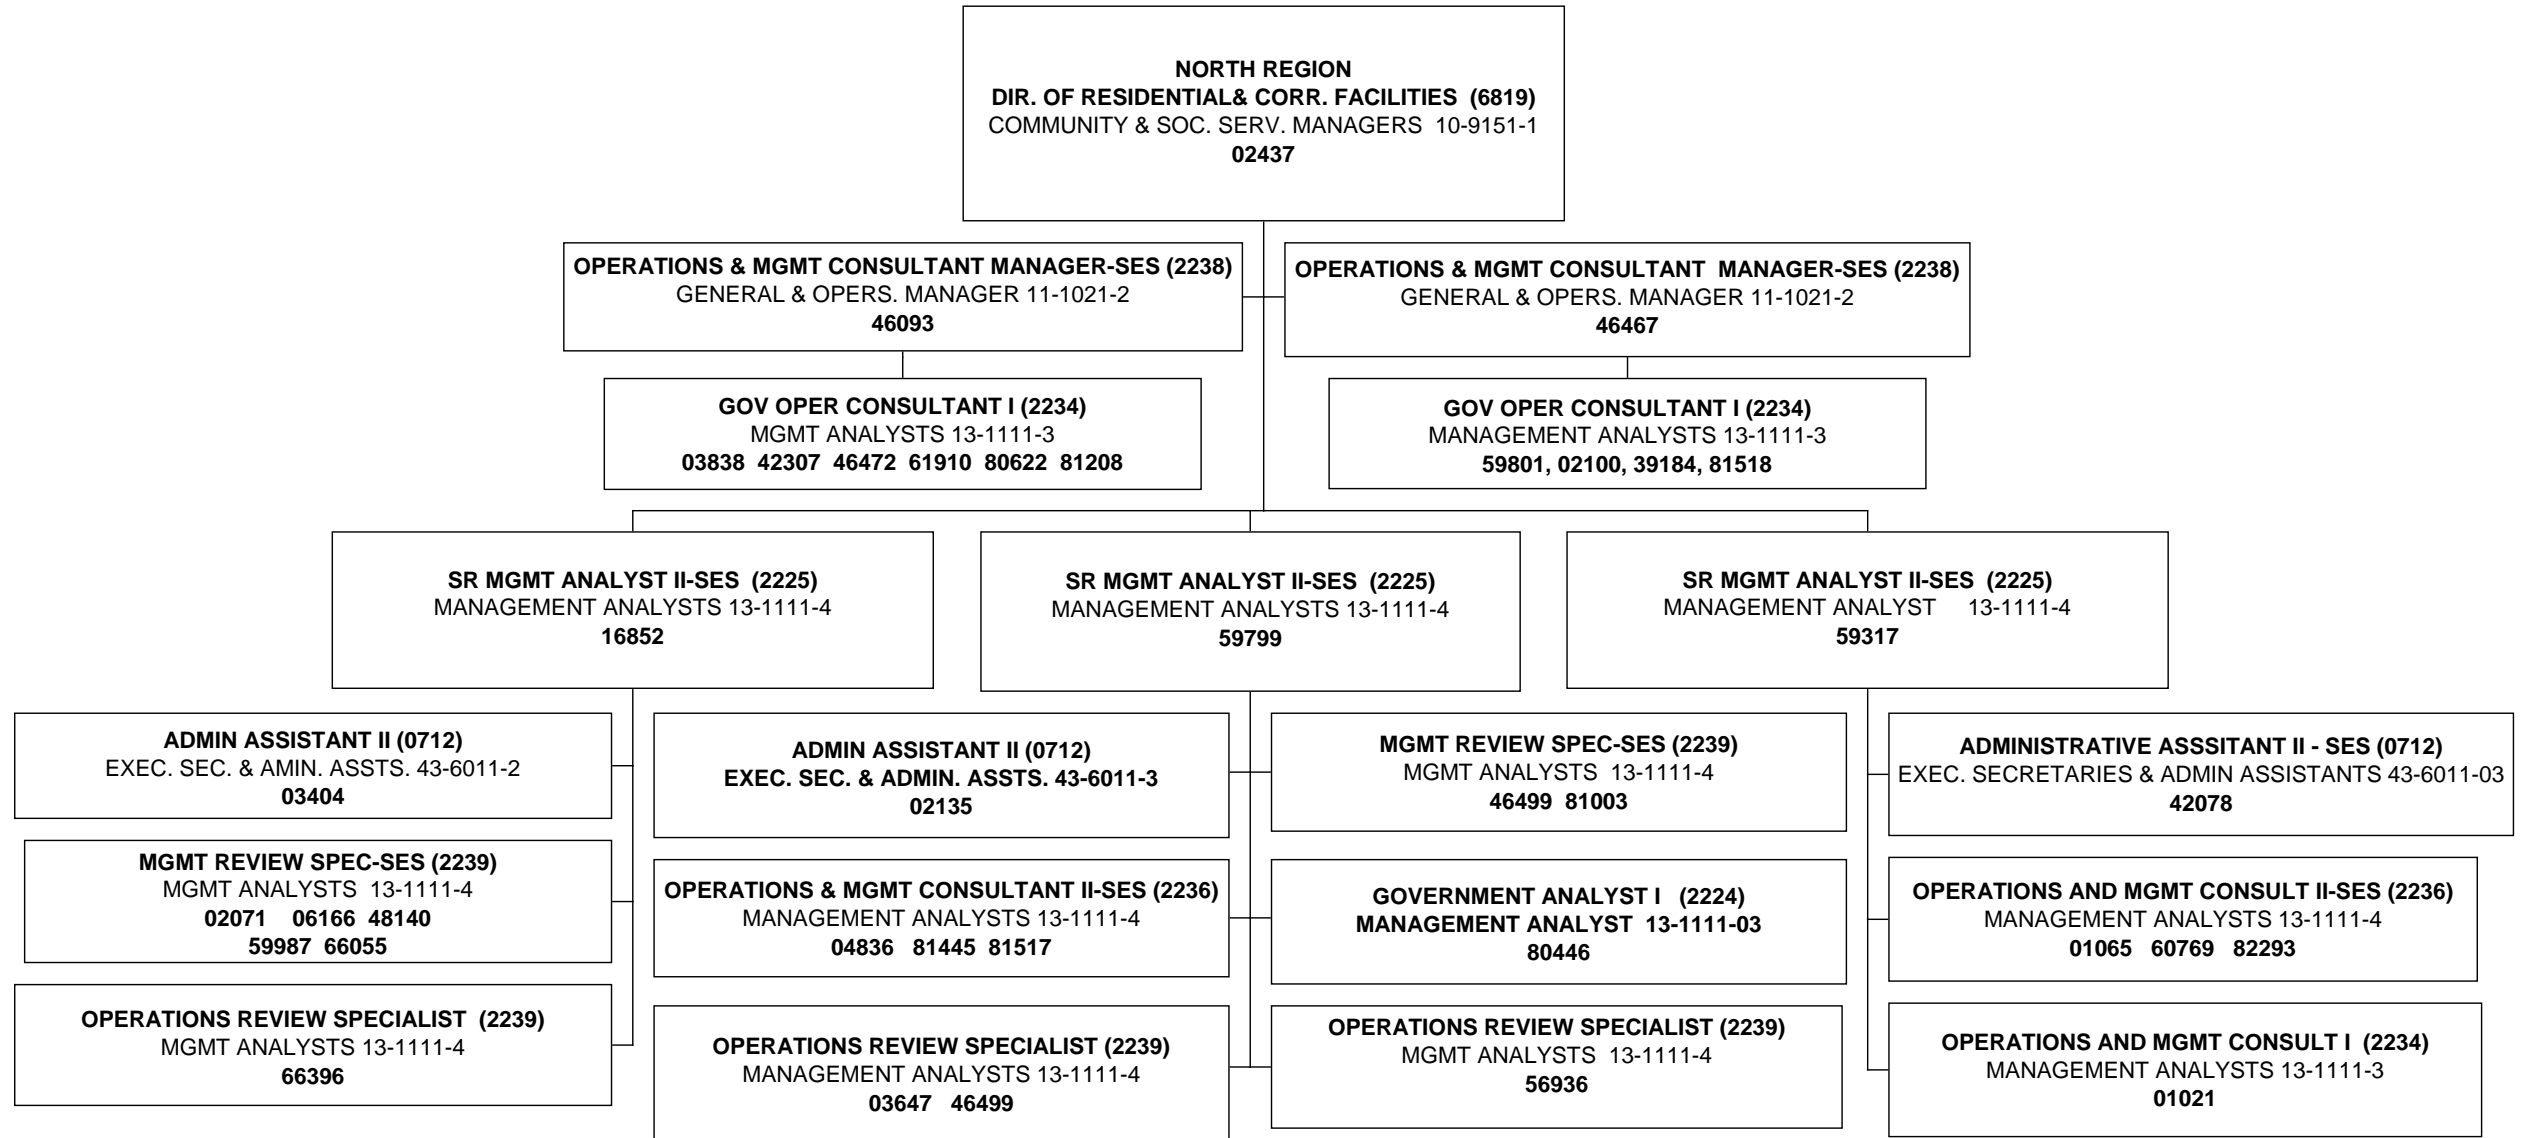 NORTH REGION
DIR. OF RESIDENTIAL& CORR. FACILITIES (6819)
COMMUNITY & SOC. SERV. MANAGERS 10-9151-1
02437
OPERATIONS & MGMT CONSULTANT MANAGER-SES (2238)
GENERAL & OPERS. MANAGER 11-1021-2
46093
OPERATIONS & MGMT CONSULTANT MANAGER-SES (2238)
GENERAL & OPERS. MANAGER 11-1021-2
46467
GOV OPER CONSULTANT I (2234)
MGMT ANALYSTS 13-1111-3
03838 42307 46472 61910 80622 81208
GOV OPER CONSULTANT I (2234)
MANAGEMENT ANALYSTS 13-1111-3
59801, 02100, 39184, 81518
SR MGMT ANALYST II-SES (2225)
MANAGEMENT ANALYSTS 13-1111-4
16852
SR MGMT ANALYST II-SES (2225)
MANAGEMENT ANALYSTS 13-1111-4
59799
SR MGMT ANALYST II-SES (2225)
MANAGEMENT ANALYST 13-1111-4
59317
ADMIN ASSISTANT II (0712)
EXEC. SEC. & AMIN. ASSTS. 43-6011-2
03404
MGMT REVIEW SPEC-SES (2239)
MGMT ANALYSTS 13-1111-4
02071 06166 48140
59987 66055
OPERATIONS REVIEW SPECIALIST (2239)
MGMT ANALYSTS 13-1111-4
66396
ADMIN ASSISTANT II (0712)
EXEC. SEC. & ADMIN. ASSTS. 43-6011-3
02135
OPERATIONS & MGMT CONSULTANT II-SES (2236)
MANAGEMENT ANALYSTS 13-1111-4
04836 81445 81517
OPERATIONS REVIEW SPECIALIST (2239)
MANAGEMENT ANALYSTS 13-1111-4
03647 46499
MGMT REVIEW SPEC-SES (2239)
MGMT ANALYSTS 13-1111-4
46499 81003
GOVERNMENT ANALYST I (2224)
MANAGEMENT ANALYST 13-1111-03
80446
OPERATIONS REVIEW SPECIALIST (2239)
MGMT ANALYSTS 13-1111-4
56936
ADMINISTRATIVE ASSSITANT II - SES (0712)
EXEC. SECRETARIES & ADMIN ASSISTANTS 43-6011-03
42078
OPERATIONS AND MGMT CONSULT II-SES (2236)
MANAGEMENT ANALYSTS 13-1111-4
01065 60769 82293
OPERATIONS AND MGMT CONSULT I (2234)
MANAGEMENT ANALYSTS 13-1111-3
01021